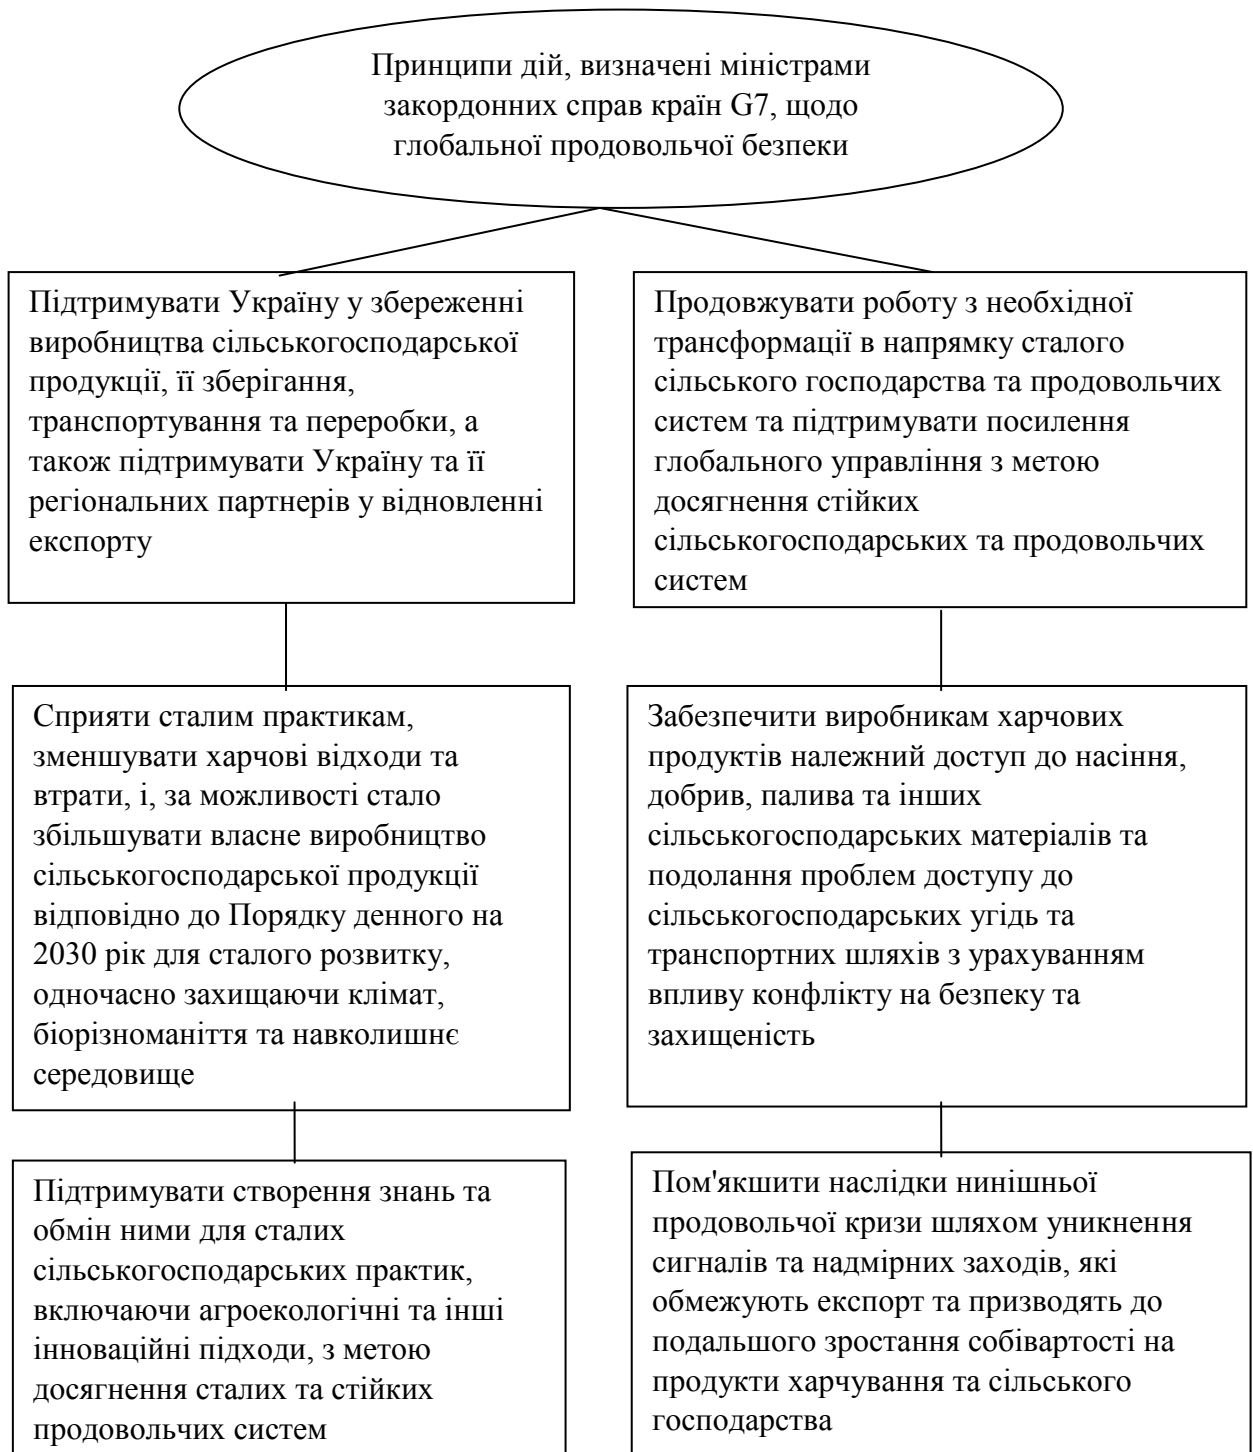 Принципи дій, визначені міністрами
закордонних справ країн G7, щодо
глобальної продовольчої безпеки
Підтримувати Україну у збереженні
виробництва сільськогосподарської
продукції, її зберігання,
транспортування та переробки, а
також підтримувати Україну та її
регіональних партнерів у відновленні
експорту
Продовжувати роботу з необхідної
трансформації в напрямку сталого
сільського господарства та продовольчих
систем та підтримувати посилення
глобального управління з метою
досягнення стійких
сільськогосподарських та продовольчих
систем
Сприяти сталим практикам,
зменшувати харчові відходи та
втрати, і, за можливості стало
збільшувати власне виробництво
сільськогосподарської продукції
відповідно до Порядку денного на
2030 рік для сталого розвитку,
одночасно захищаючи клімат,
біорізноманіття та навколишнє
середовище
Забезпечити виробникам харчових
продуктів належний доступ до насіння,
добрив, палива та інших
сільськогосподарських матеріалів та
подолання проблем доступу до
сільськогосподарських угідь та
транспортних шляхів з урахуванням
впливу конфлікту на безпеку та
захищеність
Підтримувати створення знань та
обмін ними для сталих
сільськогосподарських практик,
включаючи агроекологічні та інші
інноваційні підходи, з метою
досягнення сталих та стійких
продовольчих систем
Пом'якшити наслідки нинішньої
продовольчої кризи шляхом уникнення
сигналів та надмірних заходів, які
обмежують експорт та призводять до
подальшого зростання собівартості на
продукти харчування та сільського
господарства